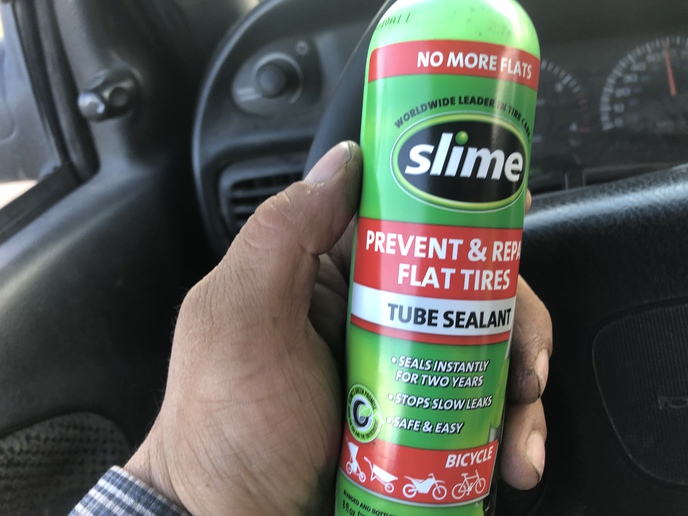 NO MORE FLATS
WORLDWIDE LEADER IN TIRE CARE
slime
PREVENT & REPA
FLAT TIRES
TUBE SEALANT
• SEALS INSTANTLY
FOR TWO YEARS
• STOPS SLOW LEAKS
• SAFE & EASY
BICYCLE